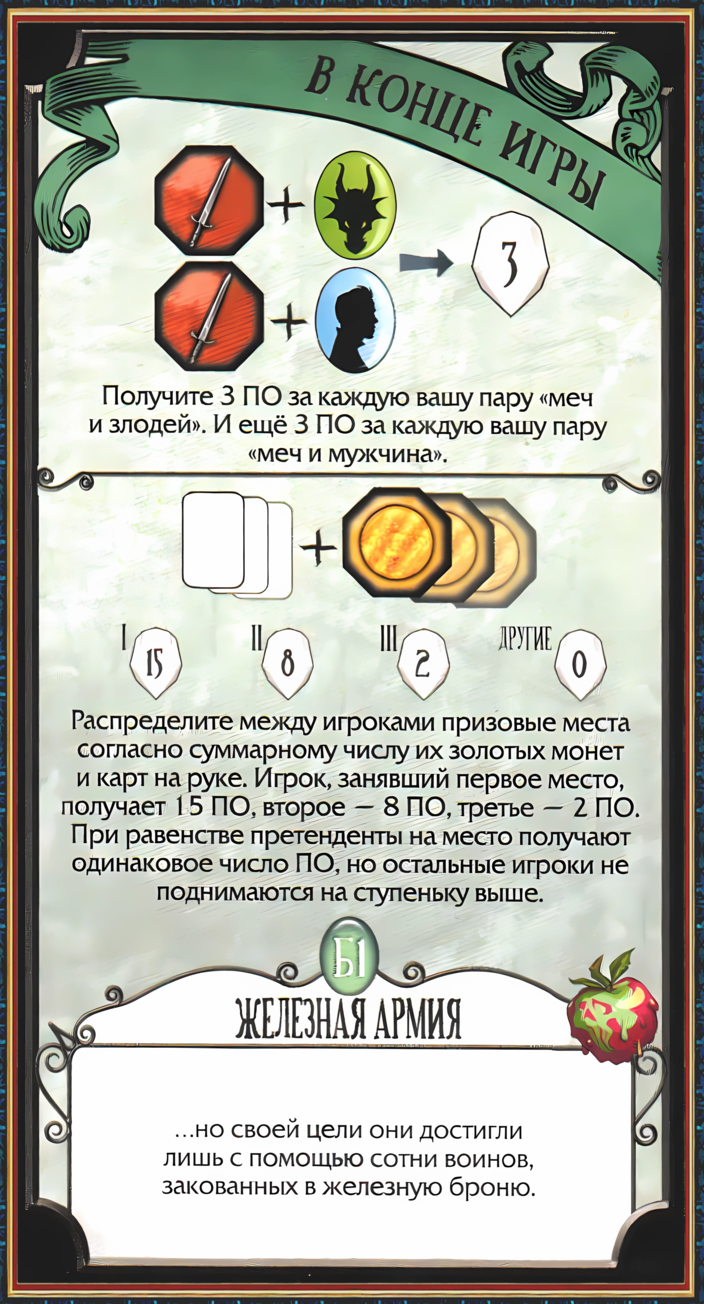 В КОНЦЕ ИГРЫ
3
Получите 3 ПО за каждую вашу пару «меч
и злодей». И ещё 3 ПО за каждую вашу пару
«меч и мужчина».
I 15 II 8 III 2 ДРУГИЕ 0
Распределите между игроками призовые места
согласно суммарному числу их золотых монет
и карт на руке. Игрок, занявший первое место,
получает 15 ПО, второе — 8 ПО, третье — 2 ПО.
При равенстве претенденты на место получают
одинаковое число ПО, но остальные игроки не
поднимаются на ступеньку выше.
Б1
ЖЕЛЕЗНАЯ АРМИЯ
...но своей цели они достигли
лишь с помощью сотни воинов,
закованных в железную броню.